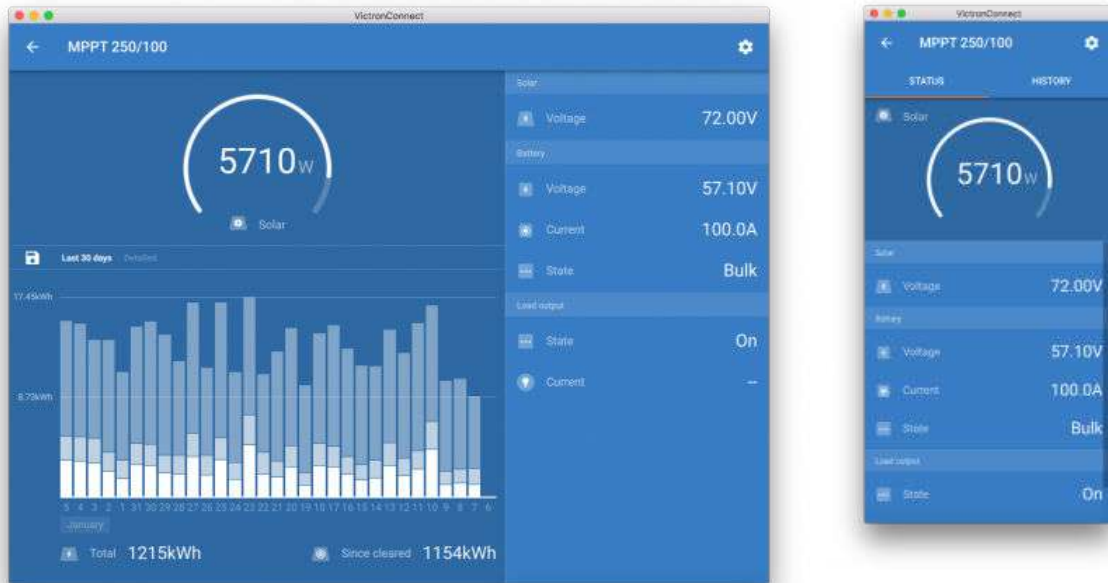 VictronConnect
MPPT 250/100
5710W
Solar
Last 30 days Detailed
17.45kWh
8.73kWh
5 4 3 2 1 31 30 29 28 27 26 25 24 23 22 21 20 19 18 17 16 15 14 13 12 11 10 9 8 7 6
January
Total 1215kWh
Since cleared 1154kWh
Solar
Voltage 72.00V
Battery
Voltage 57.10V
Current 100.0A
State Bulk
Load output
State On
Current --
VictronConnect
MPPT 250/100
STATUS HISTORY
Solar
5710W
Solar
Voltage 72.00V
Battery
Voltage 57.10V
Current 100.0A
State Bulk
Load output
State On